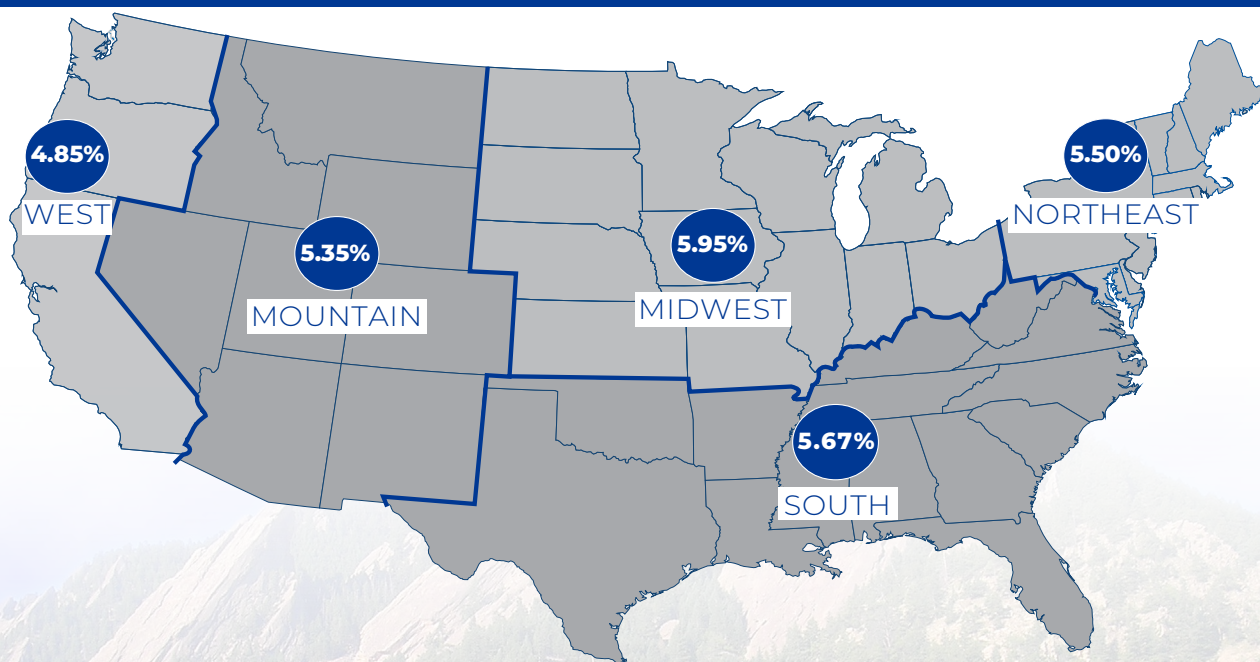 4.85%
WEST
5.35%
MOUNTAIN
5.95%
MIDWEST
5.50%
NORTHEAST
5.67%
SOUTH